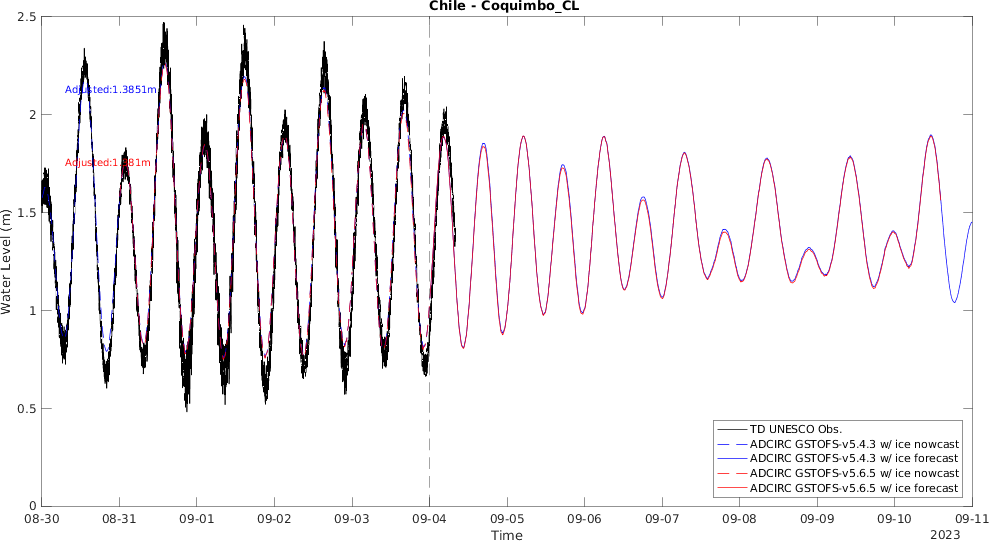 Chile - Coquimbo_CL
2.5
2
1.5
1
0.5
0
Water Level (m)
Adjusted:1.3851m
08-30
08-31
09-01
09-02
09-03
09-04
09-05
09-06
09-07
09-08
09-09
09-10
09-11
Time
2023
TD UNESCO Obs.
ADCIRC GSTOFS-v5.4.3 w/ ice nowcast
ADCIRC GSTOFS-v5.4.3 w/ ice forecast
ADCIRC GSTOFS-v5.6.5 w/ ice nowcast
ADCIRC GSTOFS-v5.6.5 w/ ice forecast